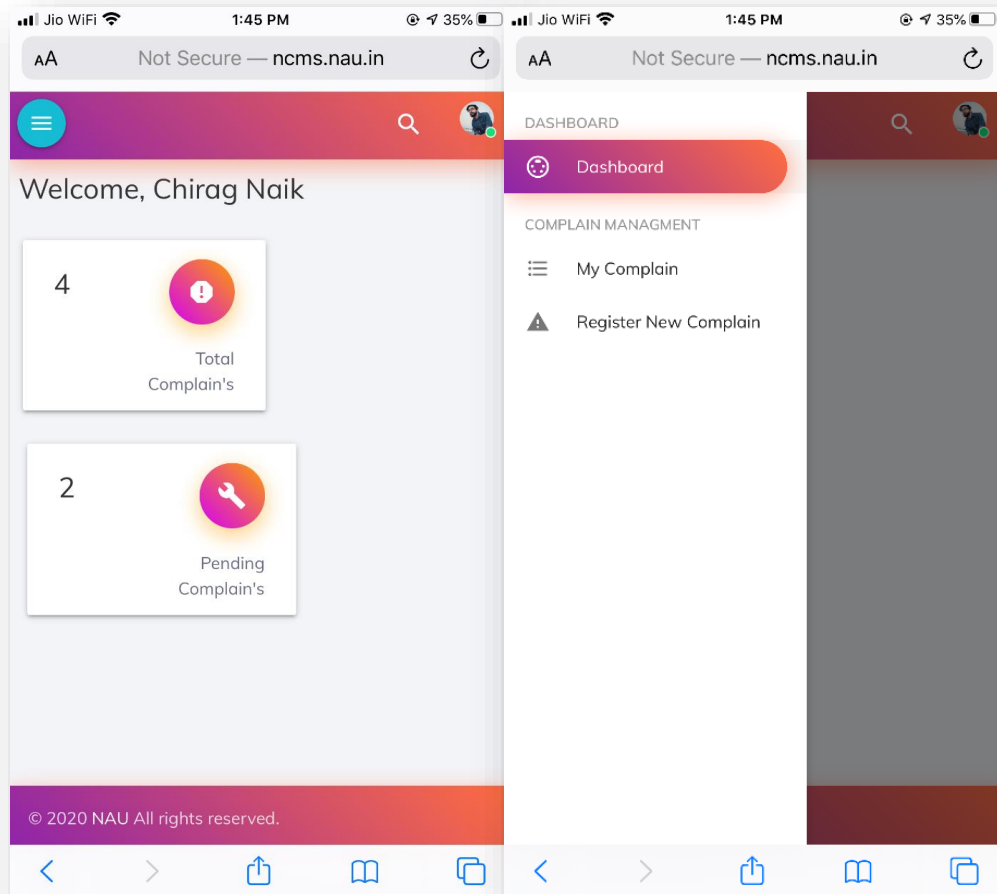 Jio WiFi 1:45 PM 35%
AA Not Secure — ncms.nau.in
Welcome, Chirag Naik
4
Total
Complain's
2
Pending
Complain's
© 2020 NAU All rights reserved.
Jio WiFi 1:45 PM 35%
AA Not Secure — ncms.nau.in
DASHBOARD
Dashboard
COMPLAIN MANAGMENT
My Complain
Register New Complain